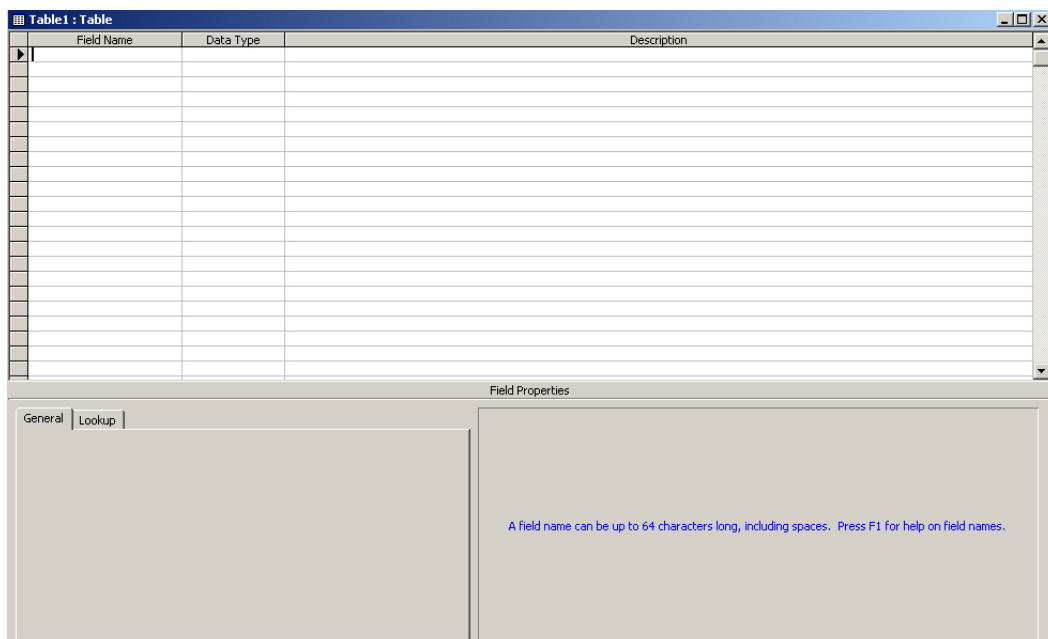 Table1 : Table
Field Name Data Type Description
Field Properties
General Lookup
A field name can be up to 64 characters long, including spaces. Press F1 for help on field names.